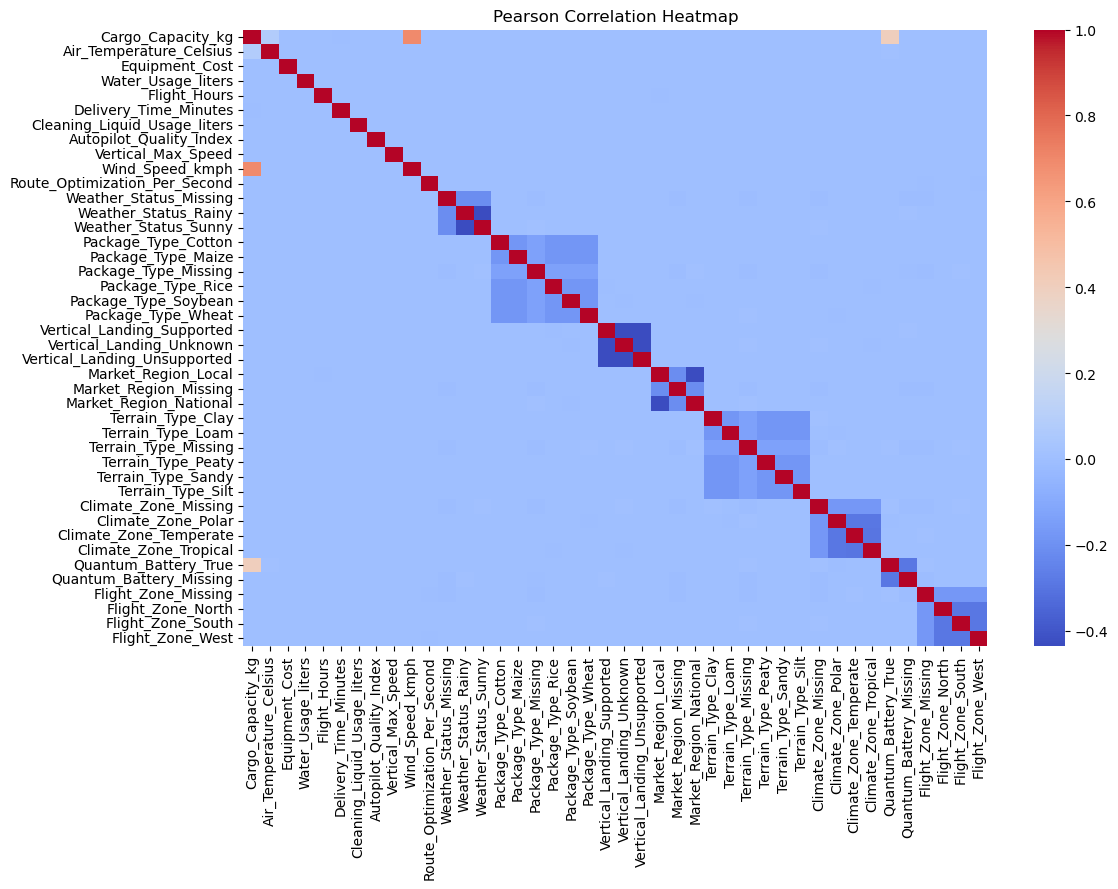 Pearson Correlation Heatmap
Cargo_Capacity_kg
Air_Temperature_Celsius
Equipment_Cost
Water_Usage_liters
Flight_Hours
Delivery_Time_Minutes
Cleaning_Liquid_Usage_liters
Autopilot_Quality_Index
Vertical_Max_Speed
Wind_Speed_kmph
Route_Optimization_Per_Second
Weather_Status_Missing
Weather_Status_Rainy
Weather_Status_Sunny
Package_Type_Cotton
Package_Type_Maize
Package_Type_Missing
Package_Type_Rice
Package_Type_Soybean
Package_Type_Wheat
Vertical_Landing_Supported
Vertical_Landing_Unknown
Vertical_Landing_Unsupported
Market_Region_Local
Market_Region_Missing
Market_Region_National
Terrain_Type_Clay
Terrain_Type_Loam
Terrain_Type_Missing
Terrain_Type_Peaty
Terrain_Type_Sandy
Terrain_Type_Silt
Climate_Zone_Missing
Climate_Zone_Polar
Climate_Zone_Temperate
Climate_Zone_Tropical
Quantum_Battery_True
Quantum_Battery_Missing
Flight_Zone_Missing
Flight_Zone_North
Flight_Zone_South
Flight_Zone_West
Cargo_Capacity_kg
Air_Temperature_Celsius
Equipment_Cost
Water_Usage_liters
Flight_Hours
Delivery_Time_Minutes
Cleaning_Liquid_Usage_liters
Autopilot_Quality_Index
Vertical_Max_Speed
Wind_Speed_kmph
Route_Optimization_Per_Second
Weather_Status_Missing
Weather_Status_Rainy
Weather_Status_Sunny
Package_Type_Cotton
Package_Type_Maize
Package_Type_Missing
Package_Type_Rice
Package_Type_Soybean
Package_Type_Wheat
Vertical_Landing_Supported
Vertical_Landing_Unknown
Vertical_Landing_Unsupported
Market_Region_Local
Market_Region_Missing
Market_Region_National
Terrain_Type_Clay
Terrain_Type_Loam
Terrain_Type_Missing
Terrain_Type_Peaty
Terrain_Type_Sandy
Terrain_Type_Silt
Climate_Zone_Missing
Climate_Zone_Polar
Climate_Zone_Temperate
Climate_Zone_Tropical
Quantum_Battery_True
Quantum_Battery_Missing
Flight_Zone_Missing
Flight_Zone_North
Flight_Zone_South
Flight_Zone_West
1.0
0.8
0.6
0.4
0.2
0.0
−0.2
−0.4